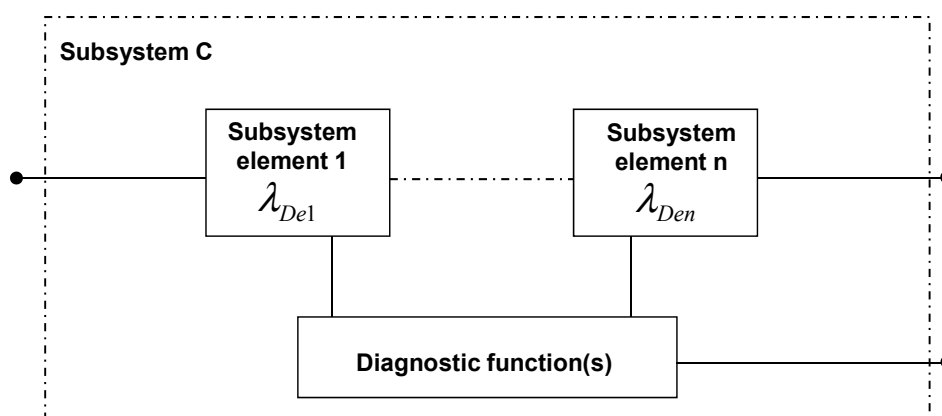 Subsystem C
Subsystem
element 1
λDe1
Subsystem
element n
λDen
Diagnostic function(s)